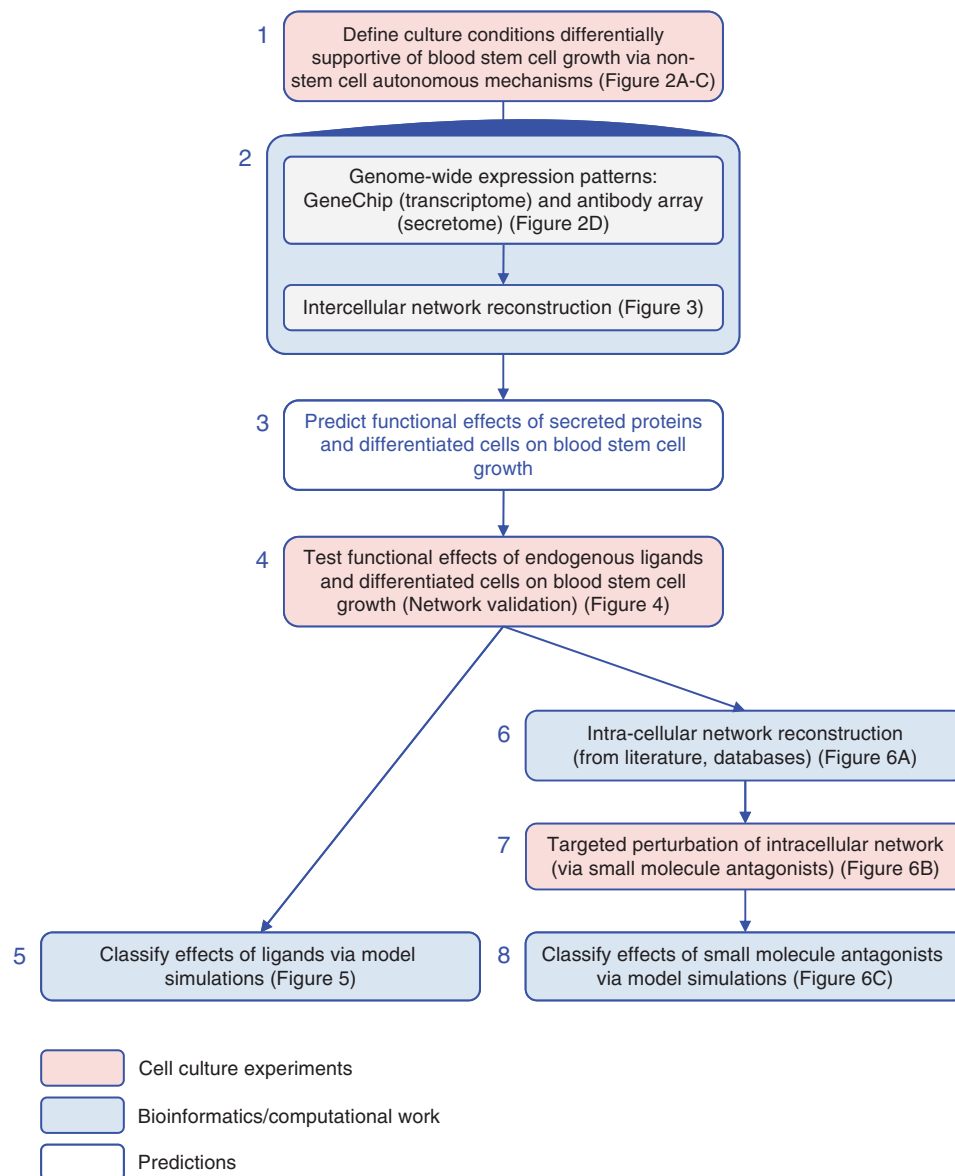 1
Define culture conditions differentially
supportive of blood stem cell growth via non-
stem cell autonomous mechanisms (Figure 2A-C)
2
Genome-wide expression patterns:
GeneChip (transcriptome) and antibody array
(secretome) (Figure 2D)
Intercellular network reconstruction (Figure 3)
3
Predict functional effects of secreted proteins
and differentiated cells on blood stem cell
growth
4
Test functional effects of endogenous ligands
and differentiated cells on blood stem cell
growth (Network validation) (Figure 4)
6
Intra-cellular network reconstruction
(from literature, databases) (Figure 6A)
7
Targeted perturbation of intracellular network
(via small molecule antagonists) (Figure 6B)
5
Classify effects of ligands via model
simulations (Figure 5)
8
Classify effects of small molecule antagonists
via model simulations (Figure 6C)
Cell culture experiments
Bioinformatics/computational work
Predictions